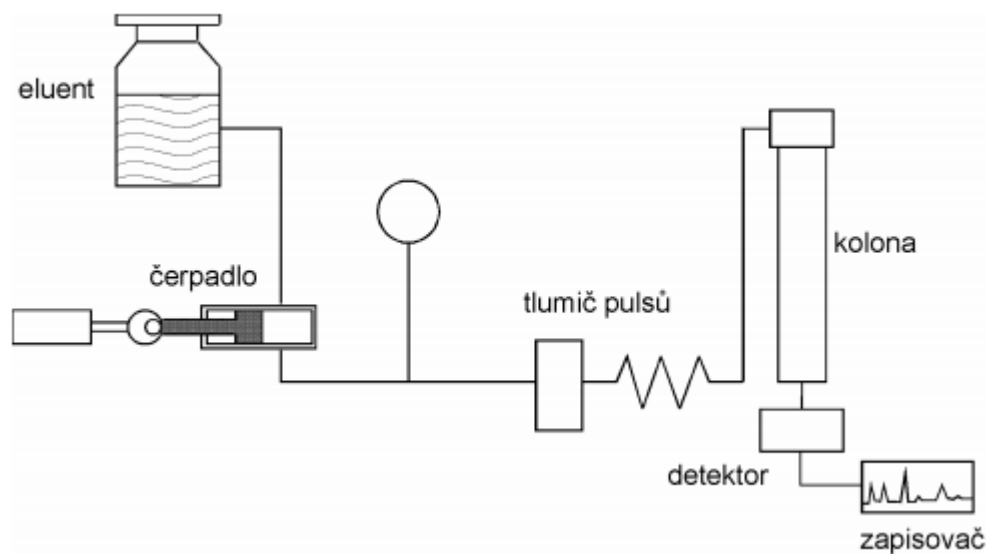 eluent
čerpadlo
tlumič pulsů
kolona
detektor
zapisovač